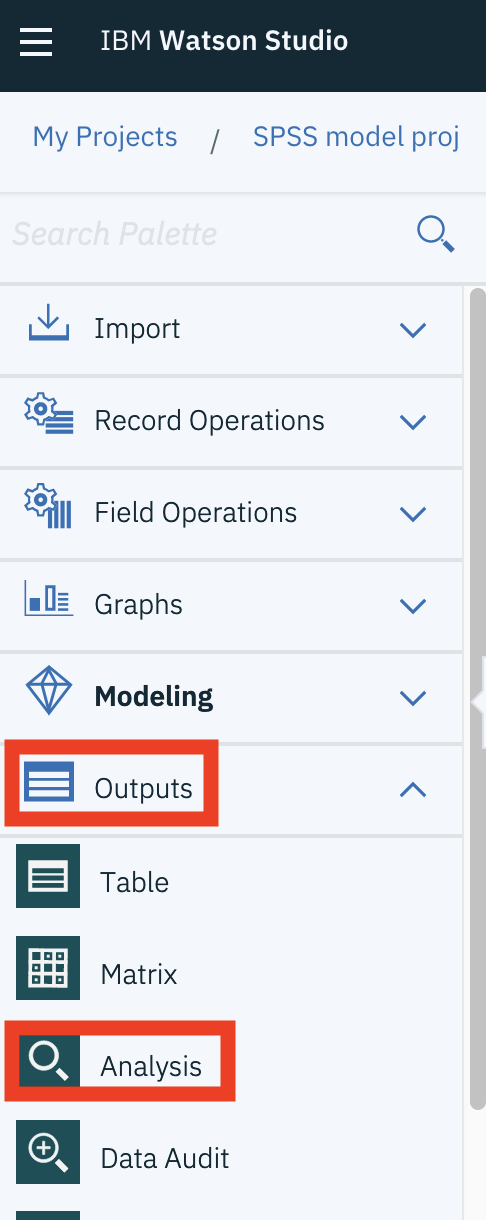 IBM Watson Studio
My Projects / SPSS model proj
Search Palette
Import
Record Operations
Field Operations
Graphs
Modeling
Outputs
Table
Matrix
Analysis
Data Audit